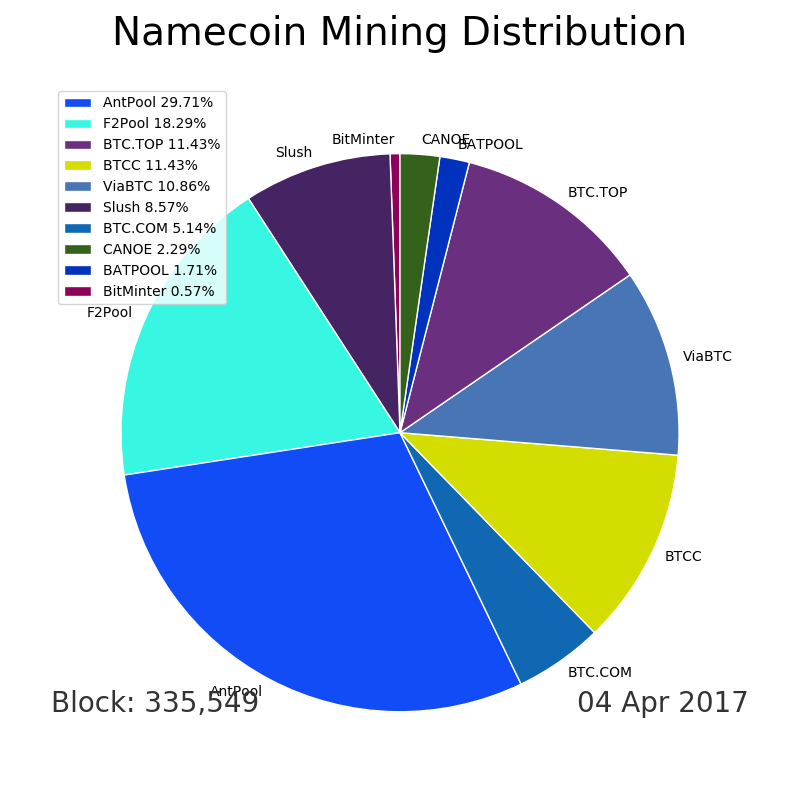 Namecoin Mining Distribution
AntPool 29.71%
F2Pool 18.29%
BTC.TOP 11.43%
BTCC 11.43%
ViaBTC 10.86%
Slush 8.57%
BTC.COM 5.14%
CANOE 2.29%
BATPOOL 1.71%
BitMinter 0.57%
Slush
BitMinter
CANOE
BATPOOL
BTC.TOP
F2Pool
ViaBTC
BTCC
BTC.COM
AntPool
Block: 335,549
04 Apr 2017